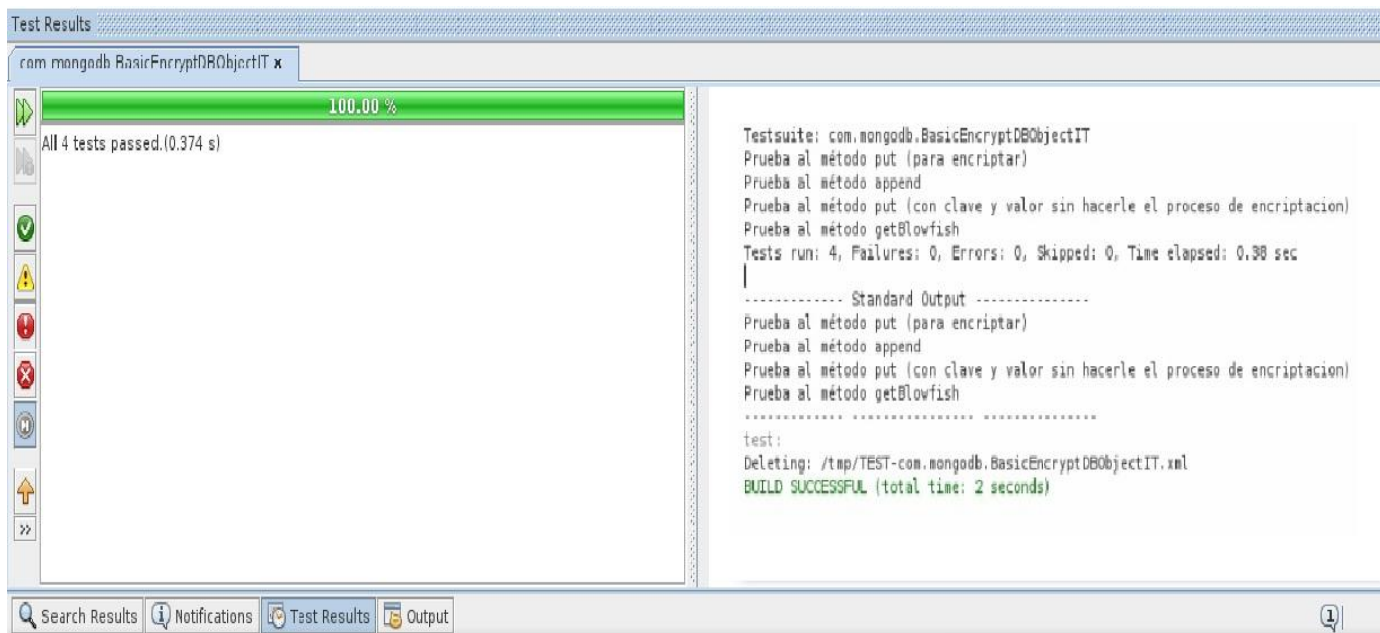 Test Results
com.mongodb.BasicEncryptDBObjectIT x
100.00 %
All 4 tests passed.(0.374 s)
Testsuite: com.mongodb.BasicEncryptDBObjectIT
Prueba al método put (para encriptar)
Prueba al método append
Prueba al método put (con clave y valor sin hacerle el proceso de encriptacion)
Prueba al método getBlowfish
Tests run: 4, Failures: 0, Errors: 0, Skipped: 0, Time elapsed: 0.38 sec
------------- Standard Output ---------------
Prueba al método put (para encriptar)
Prueba al método append
Prueba al método put (con clave y valor sin hacerle el proceso de encriptacion)
Prueba al método getBlowfish
------------- ---------------- ---------------
test:
Deleting: /tmp/TEST-com.mongodb.BasicEncryptDBObjectIT.xml
BUILD SUCCESSFUL (total time: 2 seconds)
Search Results Notifications Test Results Output 1